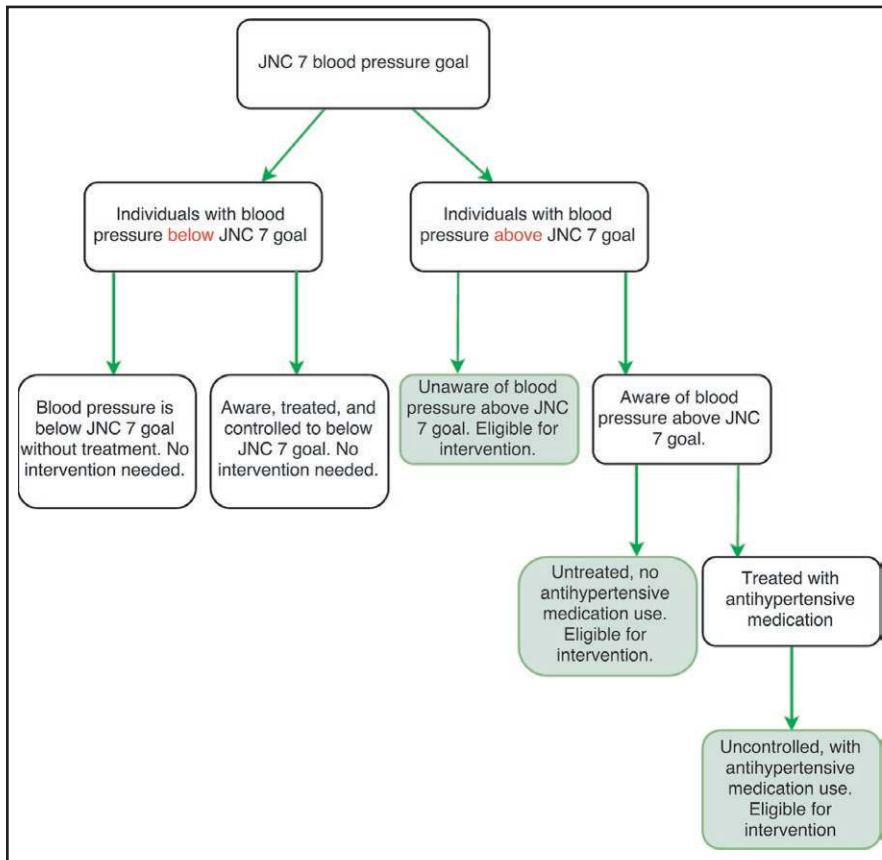 JNC 7 blood pressure goal
Individuals with blood
pressure below JNC 7 goal
Individuals with blood
pressure above JNC 7 goal
Blood pressure is
below JNC 7 goal
without treatment. No
intervention needed.
Aware, treated, and
controlled to below
JNC 7 goal. No
intervention needed.
Unaware of blood
pressure above JNC
7 goal. Eligible for
intervention.
Aware of blood
pressure above JNC
7 goal.
Untreated, no
antihypertensive
medication use.
Eligible for
intervention.
Treated with
antihypertensive
medication
Uncontrolled, with
antihypertensive
medication use.
Eligible for
intervention